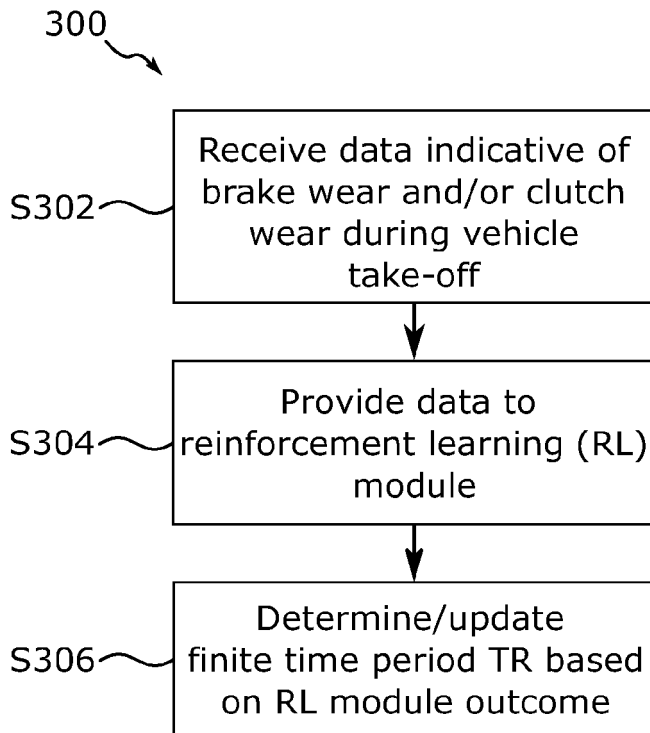 300
S302
Receive data indicative of
brake wear and/or clutch
wear during vehicle
take-off
S304
Provide data to
reinforcement learning (RL)
module
S306
Determine/update
finite time period TR based
on RL module outcome